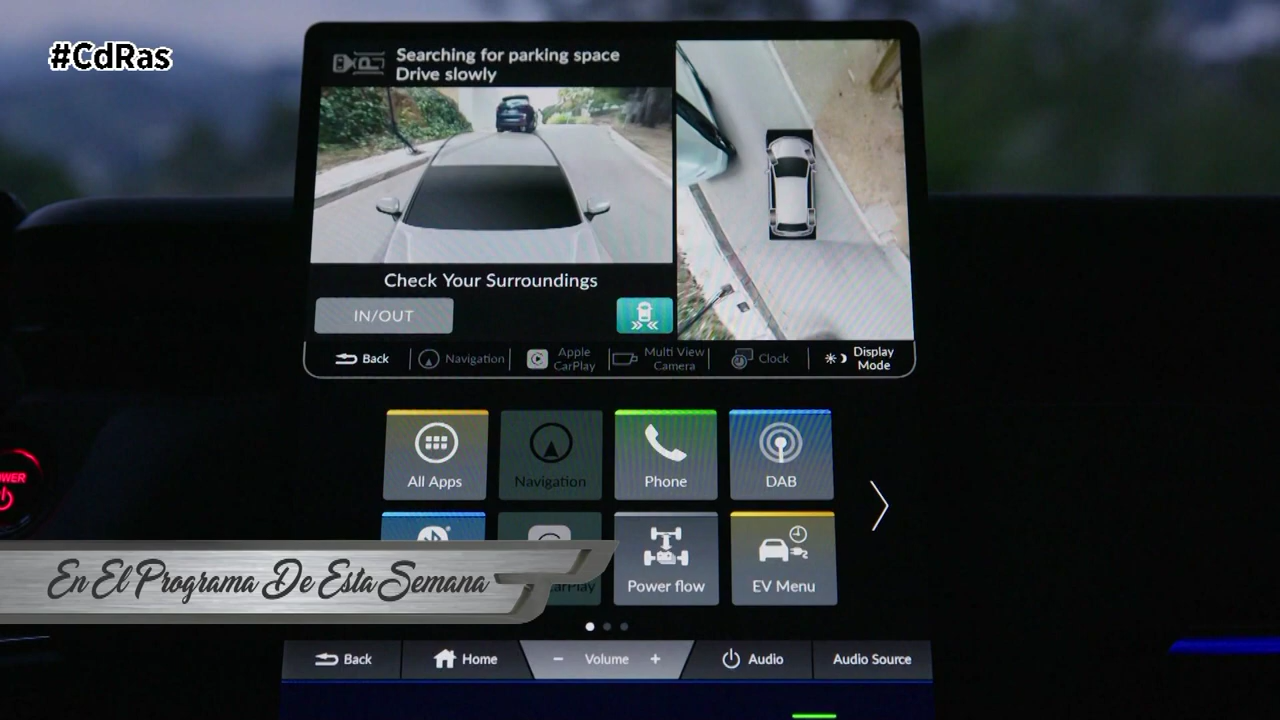 #CdRas
Searching for parking space
Drive slowly
Check Your Surroundings
IN/OUT
Back
Navigation
Apple
CarPlay
Multi View
Camera
Clock
Display
Mode
All Apps
Navigation
Phone
DAB
Power flow
EV Menu
POWER
En El Programa De Esta Semana
CarPlay
Back
Home
- Volume +
Audio
Audio Source